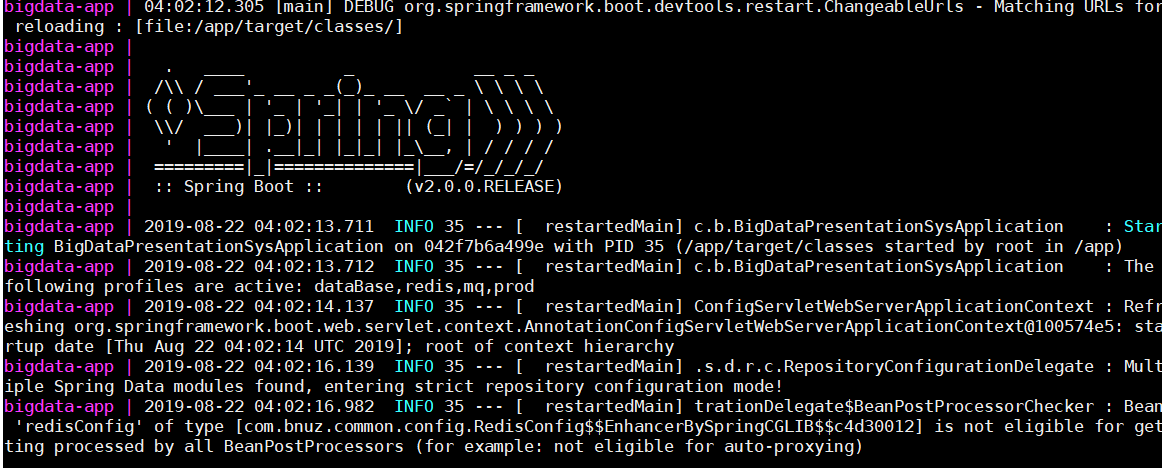 bigdata-app | 04:02:12.305 [main] DEBUG org.springframework.boot.devtools.restart.ChangeableUrls - Matching URLs for
 reloading : [file:/app/target/classes/]
bigdata-app |
bigdata-app |   .   ____          _            __ _ _
bigdata-app |  /\\ / ___'_ __ _ _(_)_ __  __ _ \ \ \ \
bigdata-app | ( ( )\___ | '_ | '_| | '_ \/ _` | \ \ \ \
bigdata-app |  \\/  ___)| |_)| | | | | || (_| |  ) ) ) )
bigdata-app |   '  |____| .__|_| |_|_| |_\__, | / / / /
bigdata-app |  =========|_|==============|___/=/_/_/_/
bigdata-app |  :: Spring Boot ::        (v2.0.0.RELEASE)
bigdata-app |
bigdata-app | 2019-08-22 04:02:13.711  INFO 35 --- [  restartedMain] c.b.BigDataPresentationSysApplication    : Star
ting BigDataPresentationSysApplication on 042f7b6a499e with PID 35 (/app/target/classes started by root in /app)
bigdata-app | 2019-08-22 04:02:13.712  INFO 35 --- [  restartedMain] c.b.BigDataPresentationSysApplication    : The
following profiles are active: dataBase,redis,mq,prod
bigdata-app | 2019-08-22 04:02:14.137  INFO 35 --- [  restartedMain] ConfigServletWebServerApplicationContext : Refr
eshing org.springframework.boot.web.servlet.context.AnnotationConfigServletWebServerApplicationContext@100574e5: sta
rtup date [Thu Aug 22 04:02:14 UTC 2019]; root of context hierarchy
bigdata-app | 2019-08-22 04:02:16.139  INFO 35 --- [  restartedMain] .s.d.r.c.RepositoryConfigurationDelegate : Mult
iple Spring Data modules found, entering strict repository configuration mode!
bigdata-app | 2019-08-22 04:02:16.982  INFO 35 --- [  restartedMain] trationDelegate$BeanPostProcessorChecker : Bean
 'redisConfig' of type [com.bnuz.common.config.RedisConfig$$EnhancerBySpringCGLIB$$c4d30012] is not eligible for get
ting processed by all BeanPostProcessors (for example: not eligible for auto-proxying)